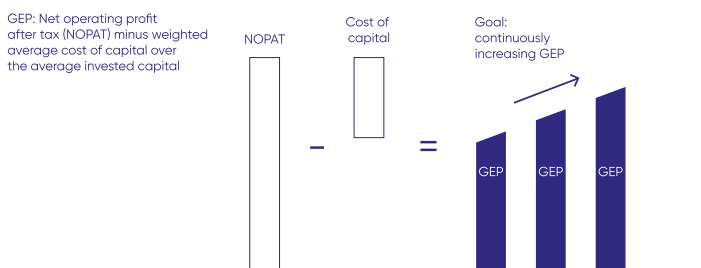 GEP: Net operating profit
after tax (NOPAT) minus weighted
average cost of capital over
the average invested capital
NOPAT
Cost of
capital
–
=
Goal:
continuously
increasing GEP
GEP
GEP
GEP